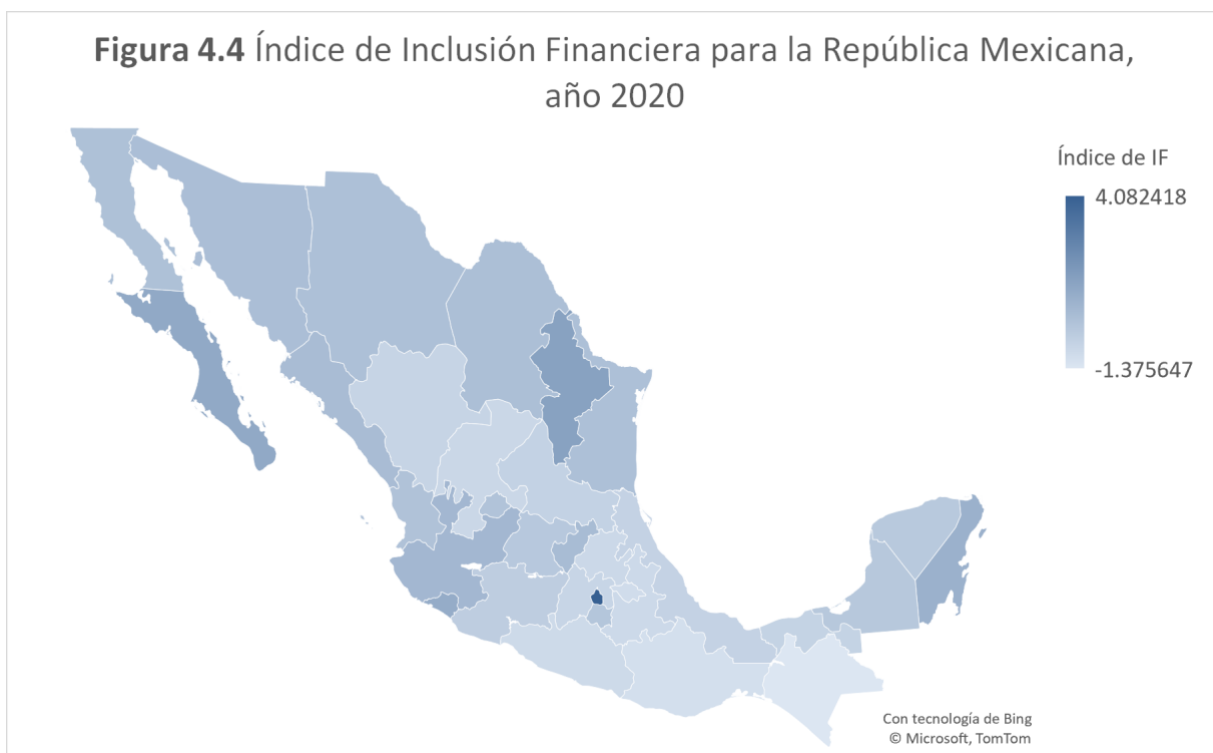 Figura 4.4 Índice de Inclusión Financiera para la República Mexicana,
año 2020
Índice de IF
4.082418
-1.375647
Con tecnología de Bing
© Microsoft, TomTom